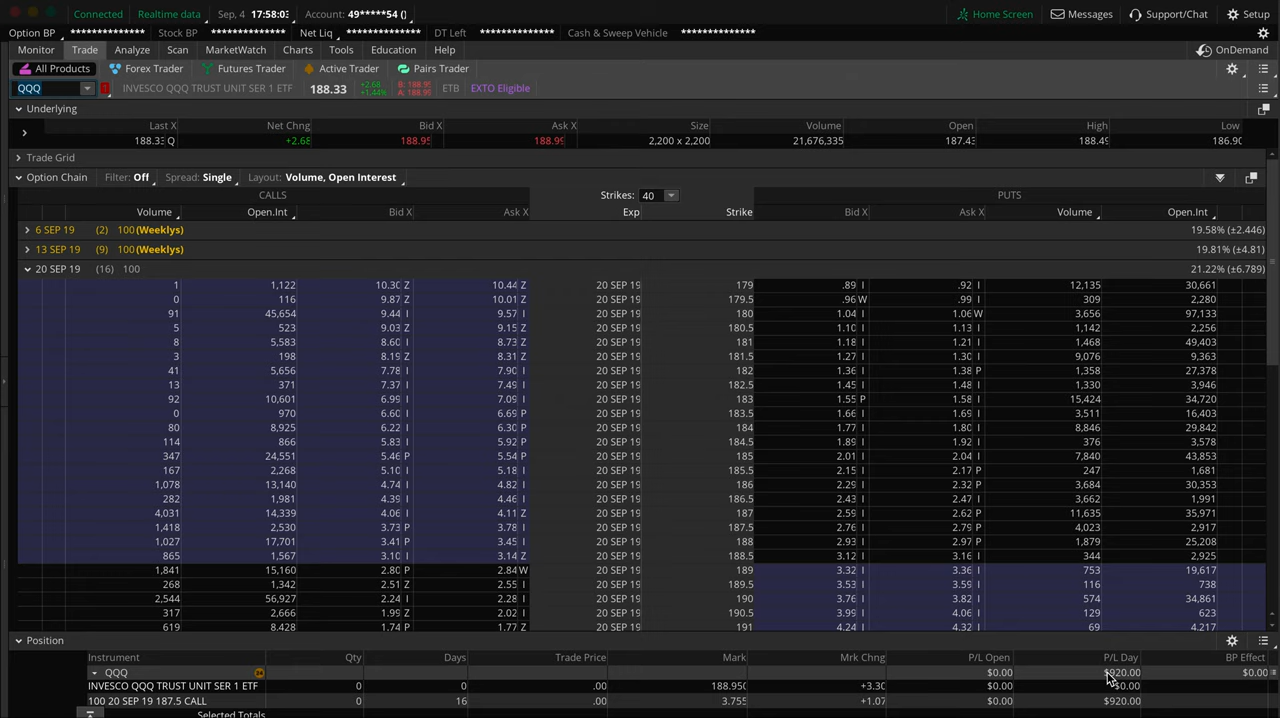 Connected Realtime data Sep, 4 17:58:03 Account: 49*****54 () Home Screen Messages Support/Chat Setup
Option BP ************** Stock BP ************** Net Liq ************** DT Left ************** Cash & Sweep Vehicle **************
Monitor Trade Analyze Scan MarketWatch Charts Tools Education Help OnDemand
All Products Forex Trader Futures Trader Active Trader Pairs Trader
QQQ INVESCO QQQ TRUST UNIT SER 1 ETF 188.33 +2.68 +1.44% B: 188.95 A: 188.99 ETB EXTO Eligible
Underlying
Last X Net Chng Bid X Ask X Size Volume Open High Low
188.33 Q +2.68 188.95 188.99 2,200 x 2,200 21,676,335 187.43 188.49 186.90
Trade Grid
Option Chain Filter: Off Spread: Single Layout: Volume, Open Interest
CALLS Strikes: 40 PUTS
Volume Open.Int Bid X Ask X Exp Strike Bid X Ask X Volume Open.Int
6 SEP 19 (2) 100 (Weeklys) 19.58% (±2.446)
13 SEP 19 (9) 100 (Weeklys) 19.81% (±4.81)
20 SEP 19 (16) 100 21.22% (±6.789)
1 1,122 10.30 Z 10.44 Z 20 SEP 19 179 .89 I .92 I 12,135 30,661
0 116 9.87 Z 10.01 Z 20 SEP 19 179.5 .96 W .99 I 309 2,280
91 45,654 9.44 I 9.57 I 20 SEP 19 180 1.04 I 1.06 W 3,656 97,133
5 523 9.03 Z 9.15 Z 20 SEP 19 180.5 1.10 I 1.13 I 1,142 2,256
8 5,583 8.60 I 8.73 Z 20 SEP 19 181 1.18 I 1.21 I 1,468 49,403
3 198 8.19 Z 8.31 Z 20 SEP 19 181.5 1.27 I 1.30 I 9,076 9,363
41 5,656 7.78 I 7.90 I 20 SEP 19 182 1.36 I 1.38 P 1,358 27,378
13 371 7.37 I 7.49 I 20 SEP 19 182.5 1.45 I 1.48 I 1,330 3,946
92 10,601 6.99 I 7.09 I 20 SEP 19 183 1.55 P 1.58 I 15,424 34,720
0 970 6.60 I 6.69 P 20 SEP 19 183.5 1.66 I 1.69 I 3,511 16,403
80 8,925 6.22 I 6.30 P 20 SEP 19 184 1.77 I 1.80 I 8,846 29,842
114 866 5.83 I 5.92 P 20 SEP 19 184.5 1.89 I 1.92 I 376 3,578
347 24,551 5.46 P 5.54 P 20 SEP 19 185 2.01 I 2.04 I 7,840 43,853
167 2,268 5.10 I 5.18 I 20 SEP 19 185.5 2.15 I 2.17 P 247 1,681
1,078 13,140 4.74 I 4.82 I 20 SEP 19 186 2.29 I 2.32 P 3,684 30,353
282 1,981 4.39 I 4.46 I 20 SEP 19 186.5 2.43 I 2.47 I 3,662 1,991
4,031 14,339 4.06 I 4.11 Z 20 SEP 19 187 2.59 I 2.62 P 11,635 35,971
1,418 2,530 3.73 P 3.78 I 20 SEP 19 187.5 2.76 I 2.79 P 4,023 2,917
1,027 17,701 3.41 P 3.45 I 20 SEP 19 188 2.93 I 2.97 P 1,879 25,208
865 1,567 3.10 I 3.14 Z 20 SEP 19 188.5 3.12 I 3.16 I 344 2,925
1,841 15,160 2.80 P 2.84 W 20 SEP 19 189 3.32 I 3.36 I 753 19,617
268 1,342 2.51 Z 2.55 I 20 SEP 19 189.5 3.53 I 3.59 I 116 738
2,544 56,927 2.24 I 2.28 I 20 SEP 19 190 3.76 I 3.82 I 574 34,861
317 2,666 1.99 Z 2.02 I 20 SEP 19 190.5 3.99 I 4.06 I 129 623
619 8,428 1.74 P 1.77 Z 20 SEP 19 191 4.24 I 4.32 I 69 4,217
Position
Instrument Qty Days Trade Price Mark Mrk Chng P/L Open P/L Day BP Effect
QQQ $0.00 $920.00 $0.00
INVESCO QQQ TRUST UNIT SER 1 ETF 0 0 .00 188.950 +3.30 $0.00 $0.00
100 20 SEP 19 187.5 CALL 0 16 .00 3.755 +1.07 $0.00 $920.00
Selected Totals